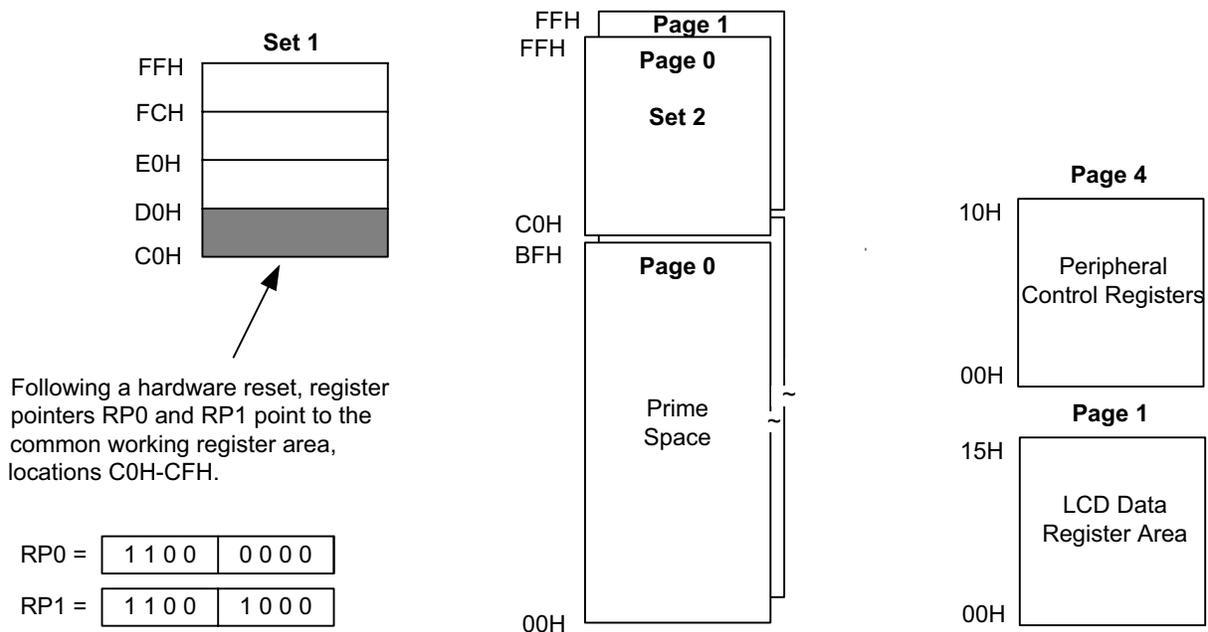 Set 1
FFH
FCH
E0H
D0H
C0H
Following a hardware reset, register
pointers RP0 and RP1 point to the
common working register area,
locations C0H-CFH.
RP0 = 1 1 0 0 0 0 0 0
RP1 = 1 1 0 0 1 0 0 0
FFH
Page 1
FFH
Page 0
Set 2
C0H
BFH
Page 0
Prime
Space
~
~
00H
Page 4
10H
Peripheral
Control Registers
00H
Page 1
15H
LCD Data
Register Area
00H